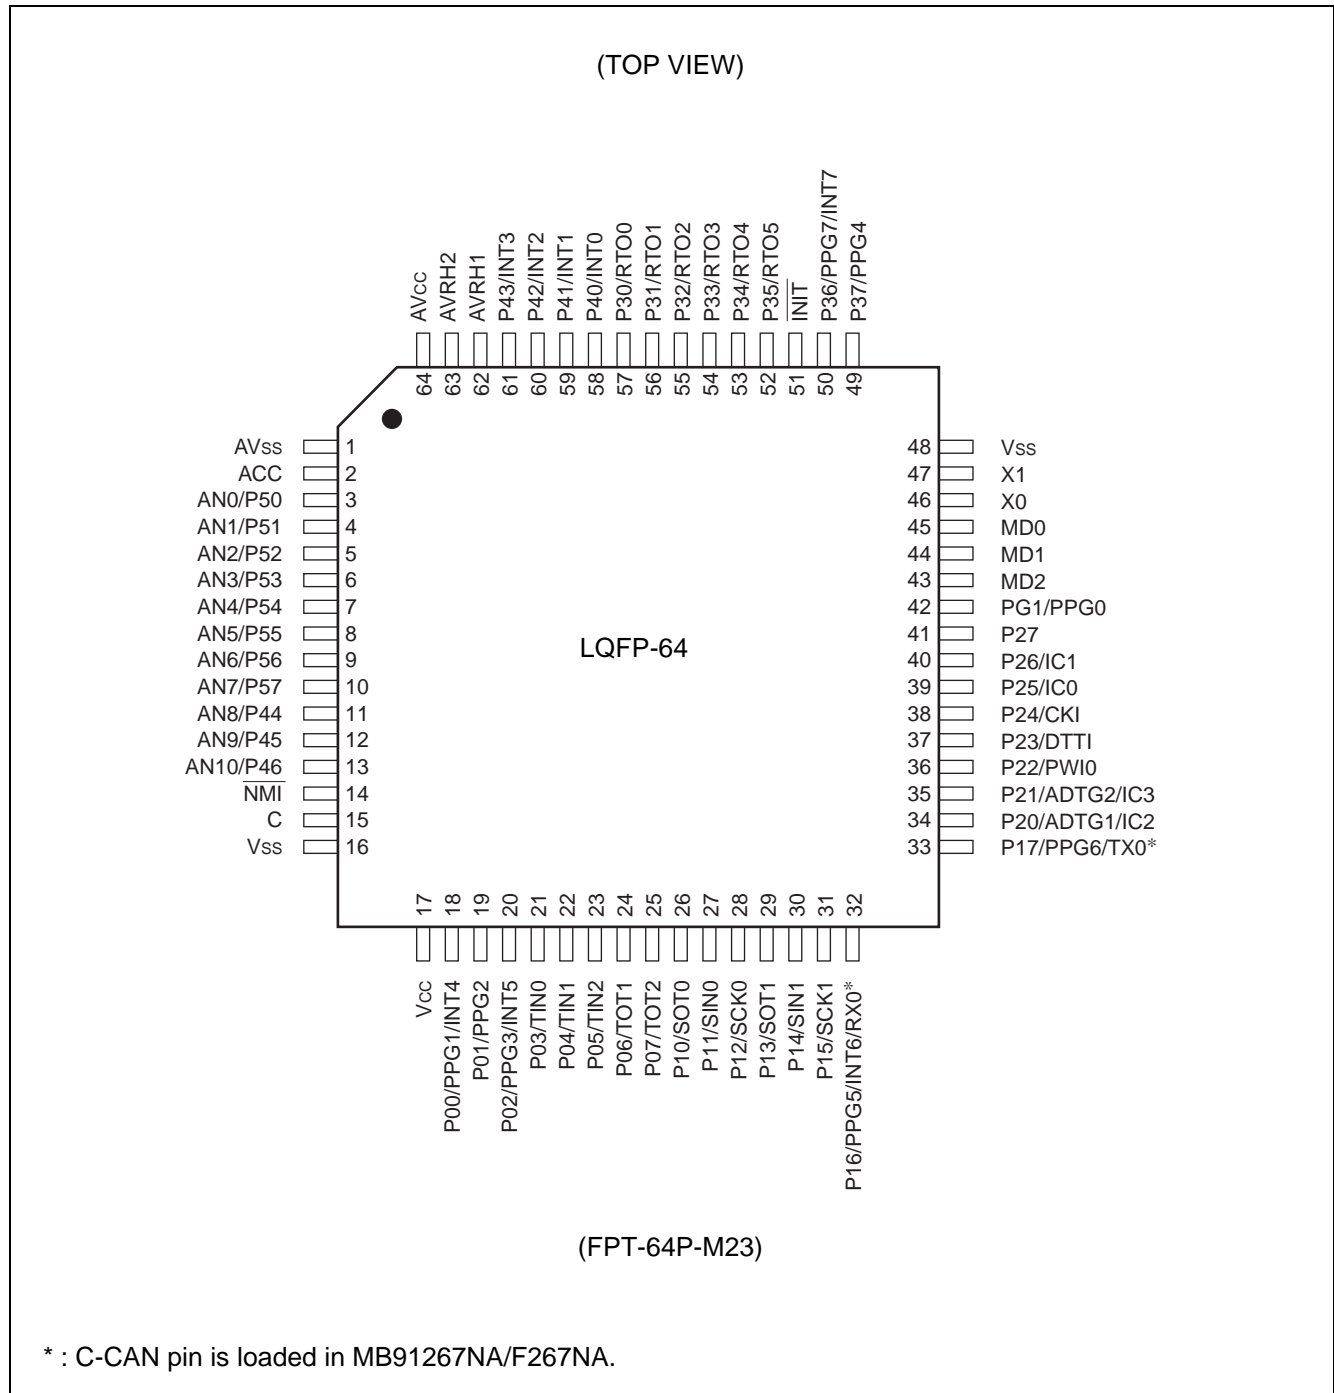 (TOP VIEW)
AVcc
AVRH2
AVRH1
P43/INT3
P42/INT2
P41/INT1
P40/INT0
P30/RTO0
P31/RTO1
P32/RTO2
P33/RTO3
P34/RTO4
P35/RTO5
INIT
P36/PPG7/INT7
P37/PPG4
64
63
62
61
60
59
58
57
56
55
54
53
52
51
50
49
AVss 1
ACC 2
AN0/P50 3
AN1/P51 4
AN2/P52 5
AN3/P53 6
AN4/P54 7
AN5/P55 8
AN6/P56 9
AN7/P57 10
AN8/P44 11
AN9/P45 12
AN10/P46 13
NMI 14
C 15
Vss 16
LQFP-64
48 Vss
47 X1
46 X0
45 MD0
44 MD1
43 MD2
42 PG1/PPG0
41 P27
40 P26/IC1
39 P25/IC0
38 P24/CKI
37 P23/DTTI
36 P22/PWI0
35 P21/ADTG2/IC3
34 P20/ADTG1/IC2
33 P17/PPG6/TX0*
17
18
19
20
21
22
23
24
25
26
27
28
29
30
31
32
Vcc
P00/PPG1/INT4
P01/PPG2
P02/PPG3/INT5
P03/TIN0
P04/TIN1
P05/TIN2
P06/TOT1
P07/TOT2
P10/SOT0
P11/SIN0
P12/SCK0
P13/SOT1
P14/SIN1
P15/SCK1
P16/PPG5/INT6/RX0*
(FPT-64P-M23)
* : C-CAN pin is loaded in MB91267NA/F267NA.